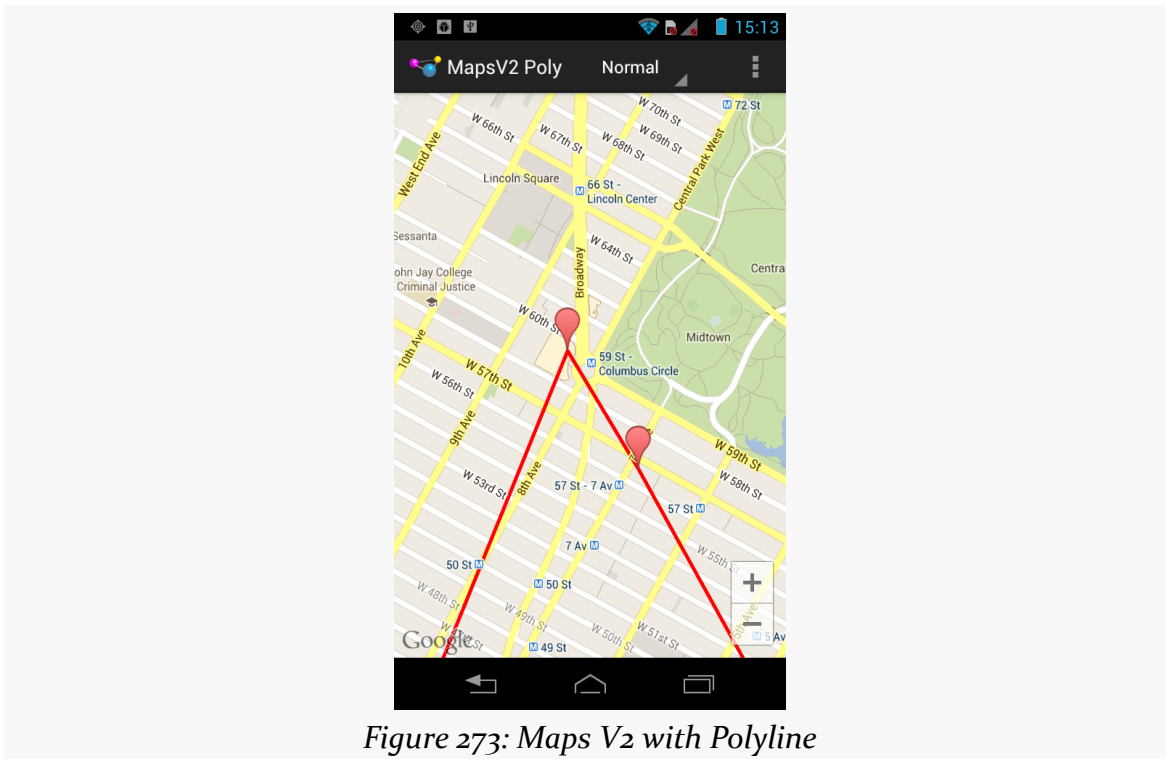 15:13
MapsV2 Poly Normal
W 70th St
72 St
W 66th St
W 67th St
W 69th St
W 68th St
West End Ave
Central Park West
Lincoln Square
66 St -
Lincoln Center
Sessanta
W 64th St
Broadway
Centra
ohn Jay College
Criminal Justice
W 60th St
Midtown
10th Ave
59 St -
Columbus Circle
W 57th St
W 56th St
9th Ave
W 59th St
8th Ave
W 53rd St
W 58th St
57 St - 7 Av
57 St
7 Av
W 55th
50 St
50 St
W 48th St
W 49th St
5th Ave
W 50th St
W 51st St
5 Av
Google
49 St
Figure 273: Maps V2 with Polyline